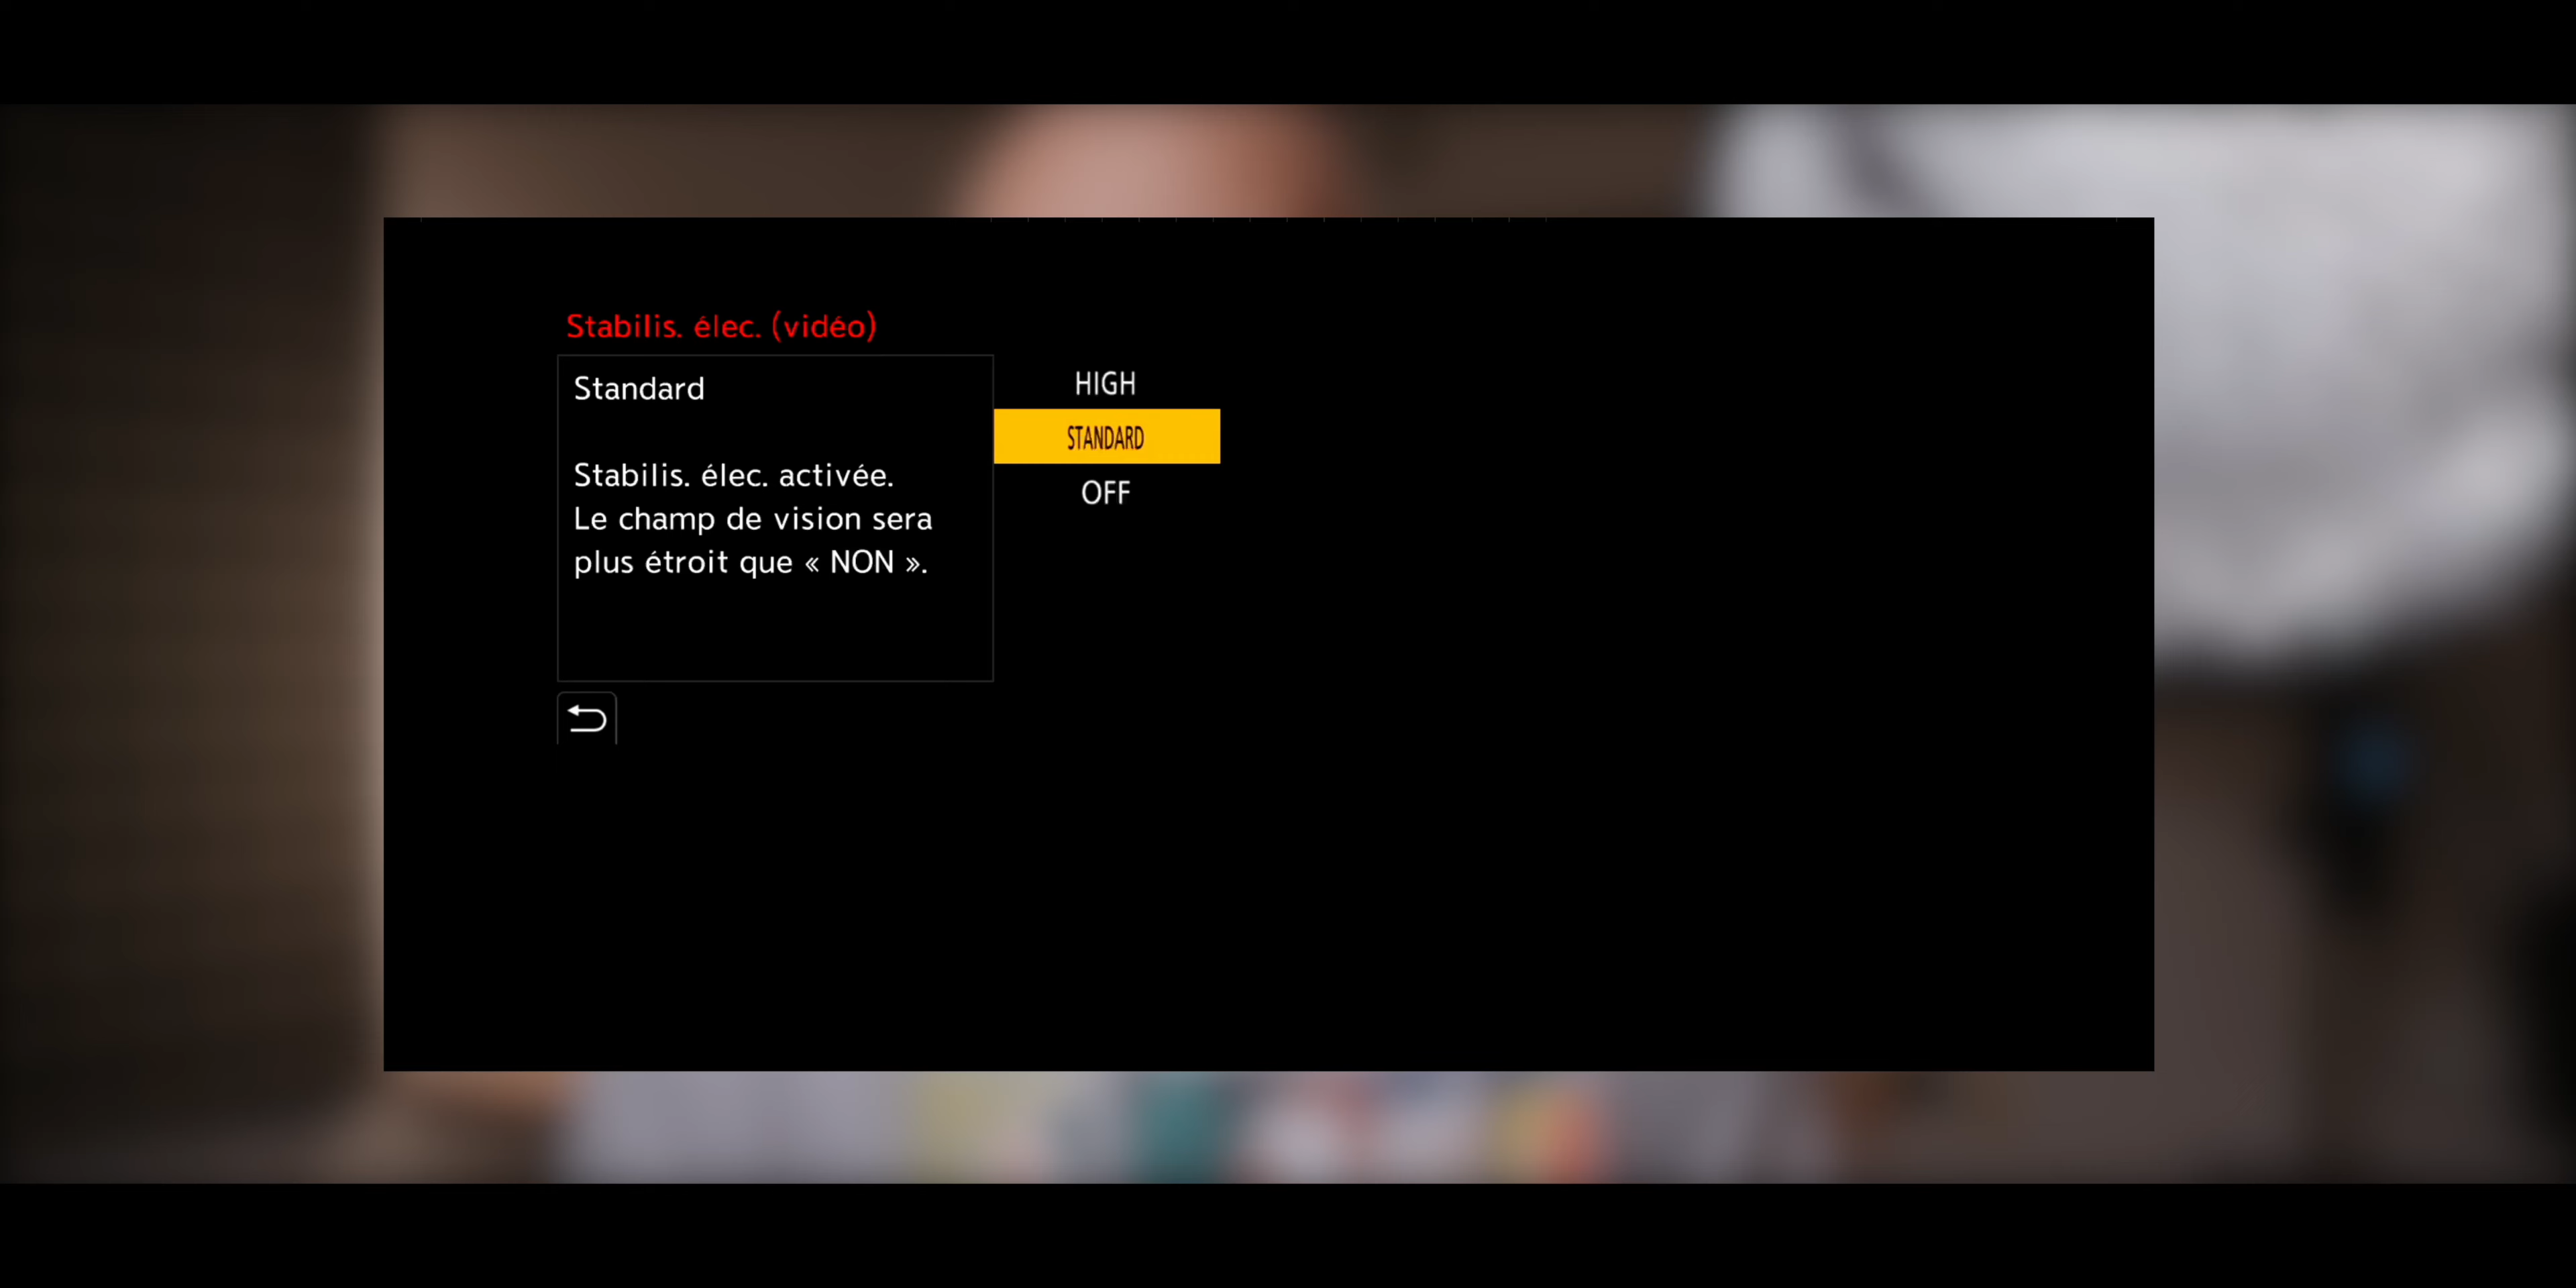 Stabilis. élec. (vidéo)
Standard
Stabilis. élec. activée.
Le champ de vision sera
plus étroit que « NON ».
HIGH
STANDARD
OFF